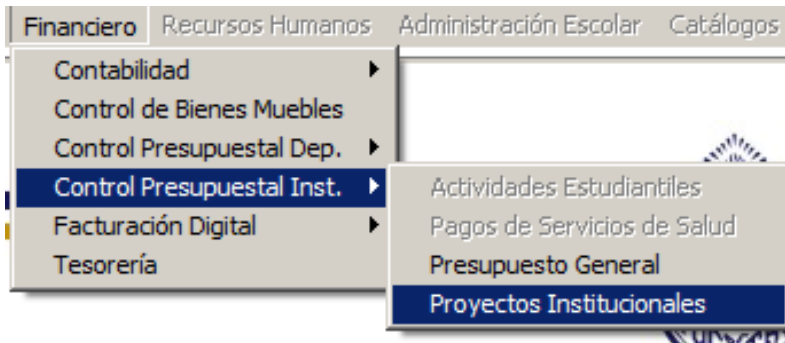 Financiero Recursos Humanos Administración Escolar Catálogos
Contabilidad
Control de Bienes Muebles
Control Presupuestal Dep.
Control Presupuestal Inst.
Facturación Digital
Tesorería
Actividades Estudiantiles
Pagos de Servicios de Salud
Presupuesto General
Proyectos Institucionales